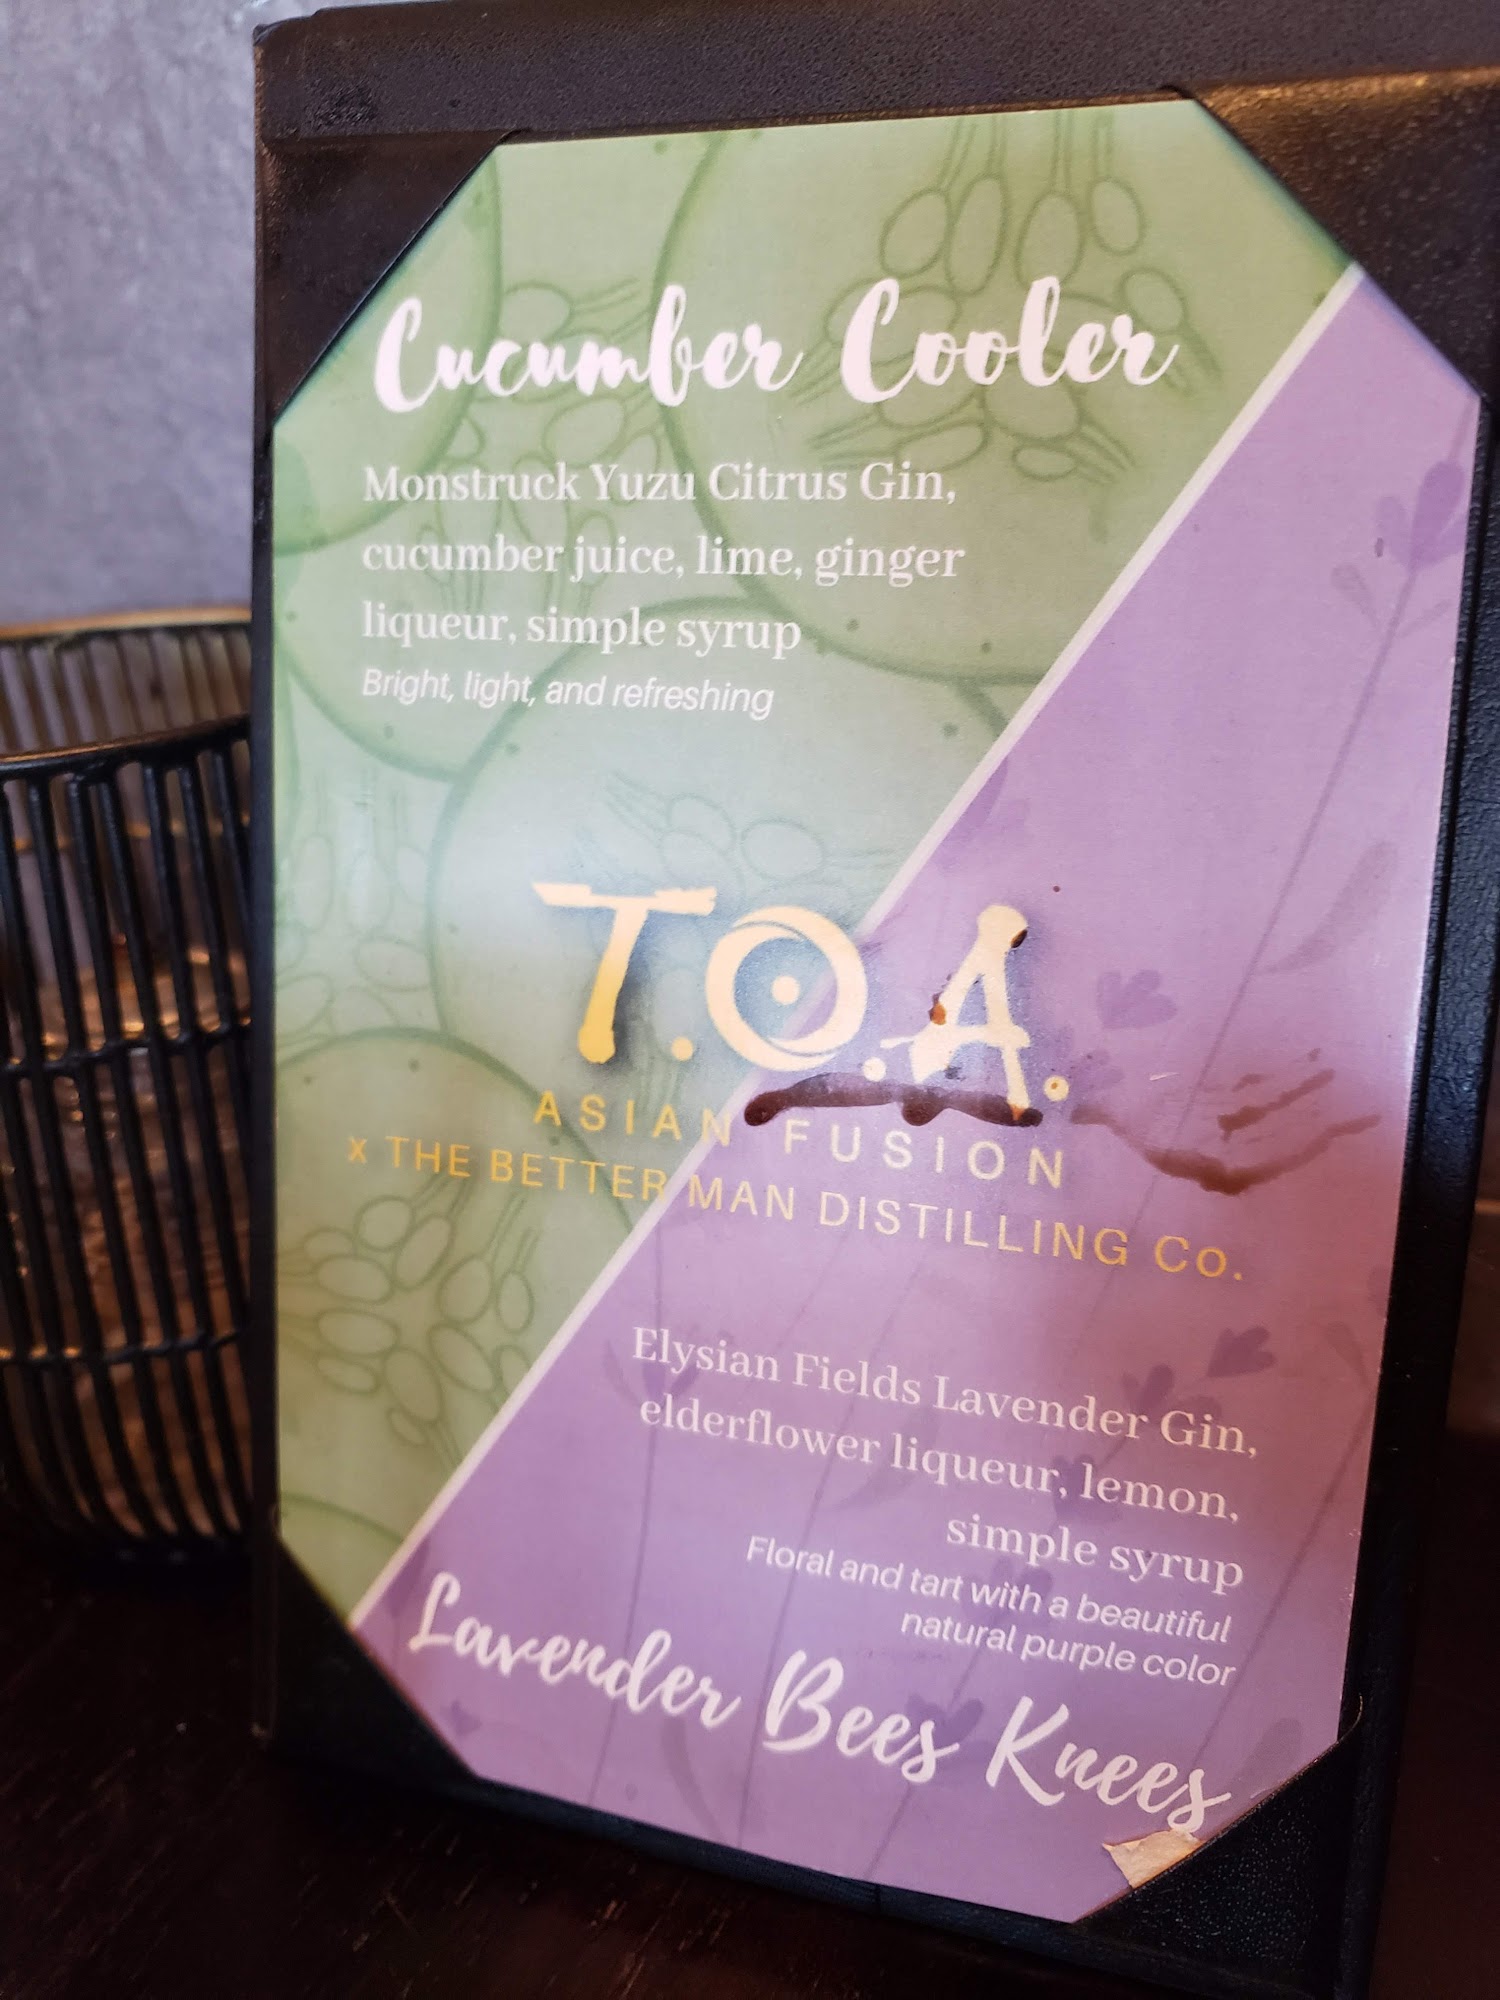 Cucumber Cooler
Monstruck Yuzu Citrus Gin,
cucumber juice, lime, ginger
liqueur, simple syrup
Bright, light, and refreshing
T.O.A.
ASIAN FUSION
x THE BETTER MAN DISTILLING Co.
Elysian Fields Lavender Gin,
elderflower liqueur, lemon,
simple syrup
Floral and tart with a beautiful
natural purple color
Lavender Bees Knees